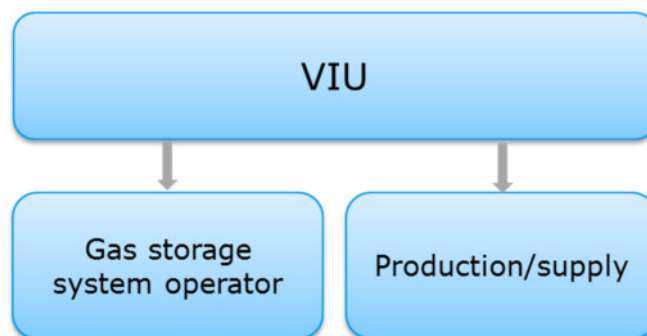 VIU
Gas storage
system operator
Production/supply